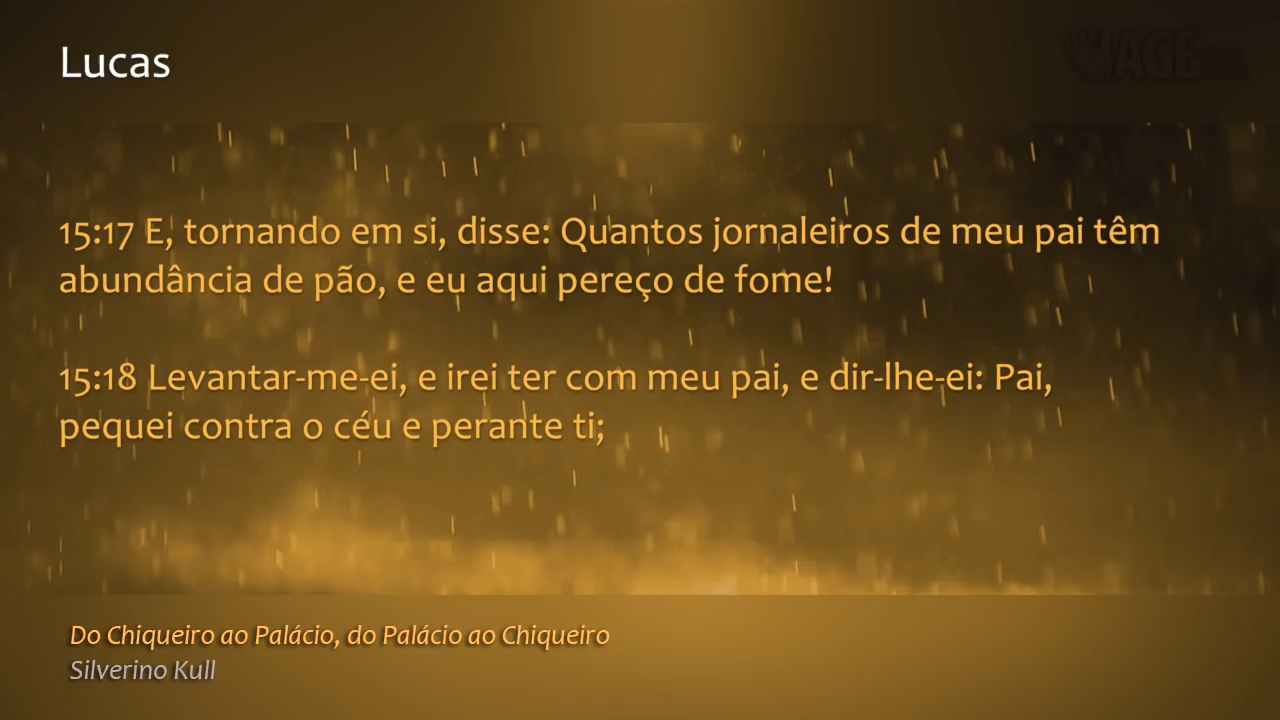 Lucas
IAGE
15:17 E, tornando em si, disse: Quantos jornaleiros de meu pai têm
abundância de pão, e eu aqui pereço de fome!
15:18 Levantar-me-ei, e irei ter com meu pai, e dir-lhe-ei: Pai,
pequei contra o céu e perante ti;
Do Chiqueiro ao Palácio, do Palácio ao Chiqueiro
Silverino Kull